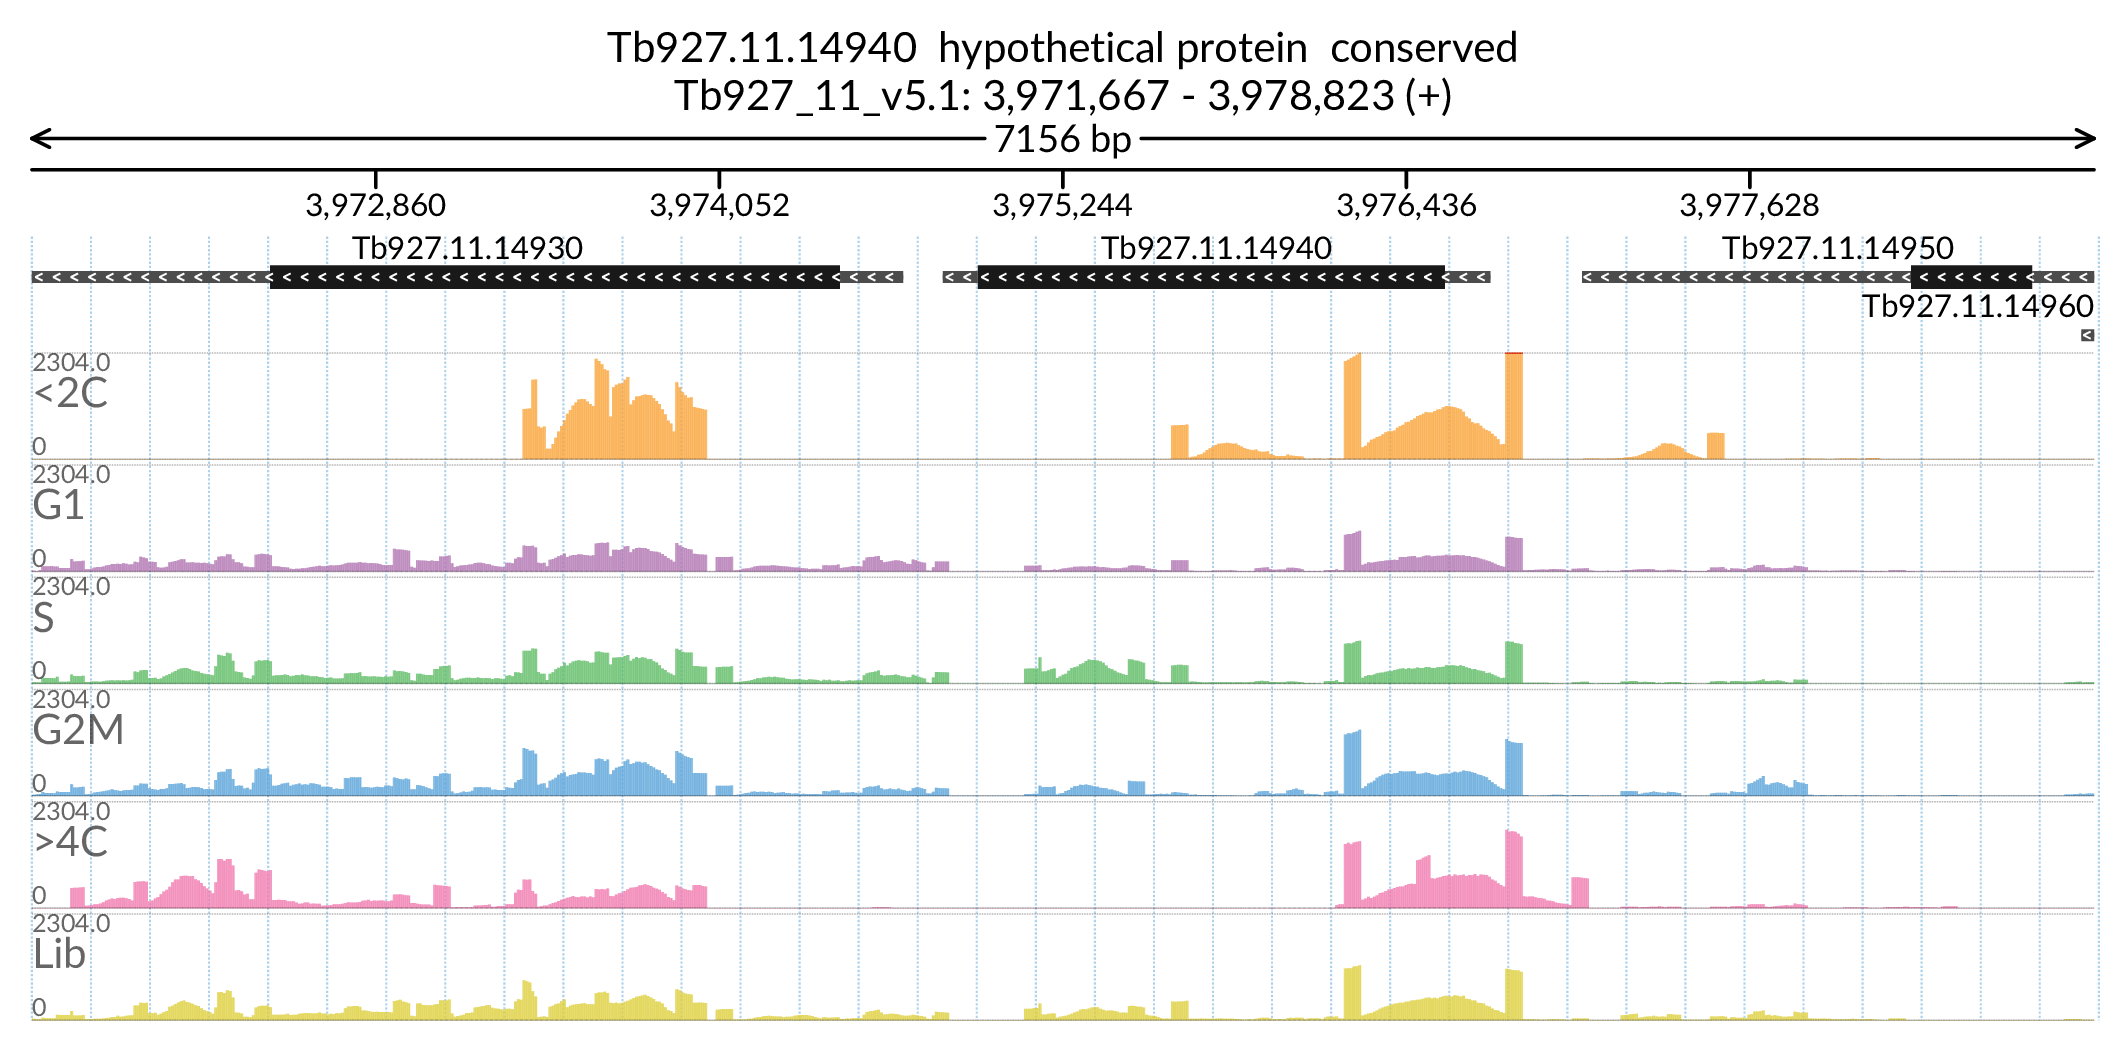 Tb927.11.14940  hypothetical protein  conserved
Tb927_11_v5.1: 3,971,667 - 3,978,823 (+)
7156 bp
3,972,860 3,974,052 3,975,244 3,976,436 3,977,628
Tb927.11.14930 Tb927.11.14940 Tb927.11.14950
Tb927.11.14960
2304.0
<2C
0
2304.0
G1
0
2304.0
S
0
2304.0
G2M
0
2304.0
>4C
0
2304.0
Lib
0